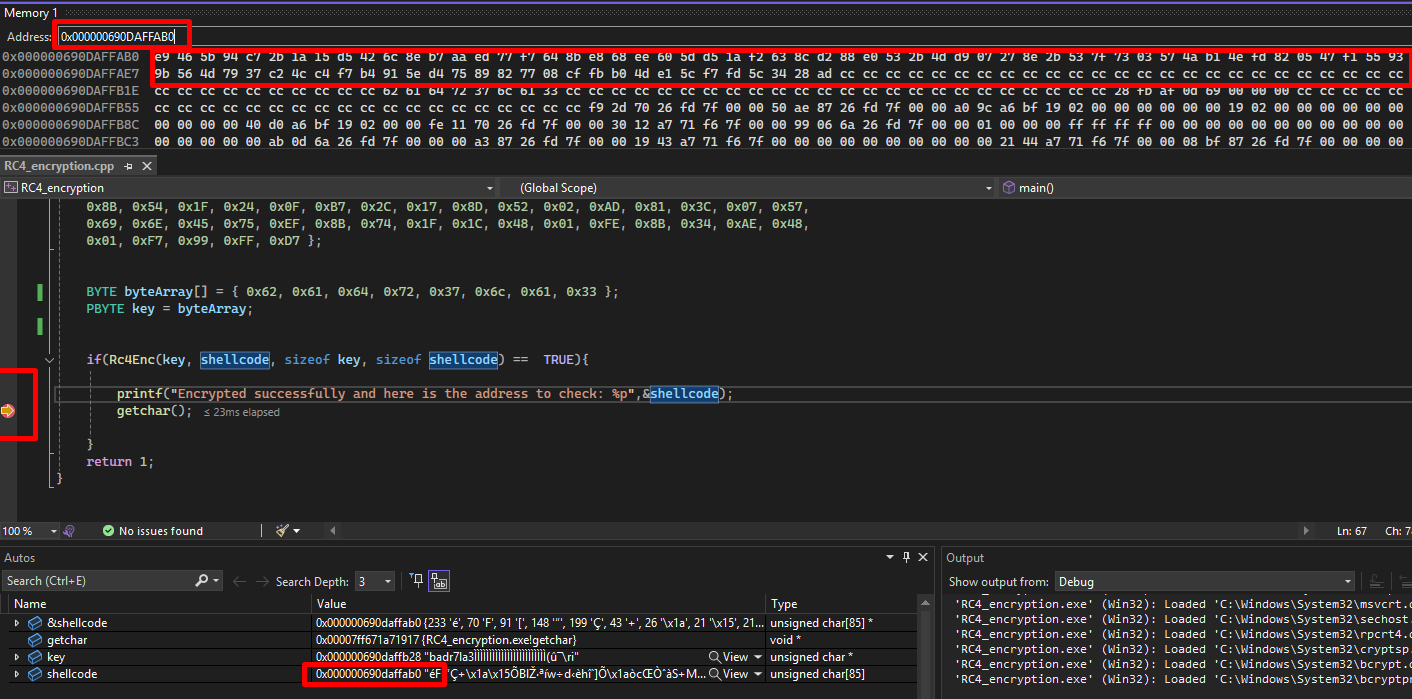 Memory 1
Address: 0x000000690DAFFAB0
0x000000690DAFFAB0 e9 46 5b 94 c7 2b 1a 15 d5 42 6c 8e b7 aa ed 77 f7 64 8b e8 68 ee 60 5d d5 1a f2 63 8c d2 88 e0 53 2b 4d d9 07 27 8e 2b 53 7f 73 03 57 4a b1 4e fd 82 05 47 f1 55 93
0x000000690DAFFAE7 9b 56 4d 79 37 c2 4c c4 f7 b4 91 5e d4 75 89 82 77 08 cf fb b0 4d e1 5c f7 fd 5c 34 28 ad cc cc cc cc cc cc cc cc cc cc cc cc cc cc cc cc cc cc cc cc cc cc cc cc cc
0x000000690DAFFB1E cc cc cc cc cc cc cc cc cc cc 62 61 64 72 37 6c 61 33 cc cc cc cc cc cc cc cc cc cc cc cc cc cc cc cc cc cc cc cc cc cc cc cc 28 fb af 0d 69 00 00 00 cc cc cc cc cc
0x000000690DAFFB55 cc cc cc cc cc cc cc cc cc cc cc cc cc cc cc cc cc cc cc f9 2d 70 26 fd 7f 00 00 50 ae 87 26 fd 7f 00 00 a0 9c a6 bf 19 02 00 00 00 00 00 00 19 02 00 00 00 00 00 00
0x000000690DAFFB8C 00 00 00 00 40 d0 a6 bf 19 02 00 00 fe 11 70 26 fd 7f 00 00 30 12 a7 71 f6 7f 00 00 99 06 6a 26 fd 7f 00 00 01 00 00 00 ff ff ff ff 00 00 00 00 00 00 00 00 00 00 00
0x000000690DAFFBC3 00 00 00 00 00 ab 0d 6a 26 fd 7f 00 00 00 a3 87 26 fd 7f 00 00 19 43 a7 71 f6 7f 00 00 00 00 00 00 00 00 00 00 21 44 a7 71 f6 7f 00 00 08 bf 87 26 fd 7f 00 00 00 00
RC4_encryption.cpp
RC4_encryption (Global Scope) main()
0x8B, 0x54, 0x1F, 0x24, 0x0F, 0xB7, 0x2C, 0x17, 0x8D, 0x52, 0x02, 0xAD, 0x81, 0x3C, 0x07, 0x57,
0x69, 0x6E, 0x45, 0x75, 0xEF, 0x8B, 0x74, 0x1F, 0x1C, 0x48, 0x01, 0xFE, 0x8B, 0x34, 0xAE, 0x48,
0x01, 0xF7, 0x99, 0xFF, 0xD7 };
BYTE byteArray[] = { 0x62, 0x61, 0x64, 0x72, 0x37, 0x6c, 0x61, 0x33 };
PBYTE key = byteArray;
if(Rc4Enc(key, shellcode, sizeof key, sizeof shellcode) == TRUE){
printf("Encrypted successfully and here is the address to check: %p",&shellcode);
getchar(); ≤ 23ms elapsed
}
return 1;
}
100 % No issues found Ln: 67
Autos
Search (Ctrl+E) Search Depth: 3
Name Value Type
&shellcode 0x000000690daffab0 {233 'é', 70 'F', 91 '[', 148 '"', 199 'Ç', 43 '+', 26 '\x1a', 21 '\x15', 21... unsigned char[85] *
getchar 0x00007ff671a71917 {RC4_encryption.exe!getchar} void *
key 0x000000690daffb28 View unsigned char *
shellcode 0x000000690daffab0 View unsigned char[85]
Output
Show output from: Debug
'RC4_encryption.exe' (Win32): Loaded 'C:\Windows\System32\msvcrt.d
'RC4_encryption.exe' (Win32): Loaded 'C:\Windows\System32\sechost.
'RC4_encryption.exe' (Win32): Loaded 'C:\Windows\System32\rpcrt4.d
'RC4_encryption.exe' (Win32): Loaded 'C:\Windows\System32\cryptsp.
'RC4_encryption.exe' (Win32): Loaded 'C:\Windows\System32\bcrypt.d
'RC4_encryption.exe' (Win32): Loaded 'C:\Windows\System32\bcryptpr